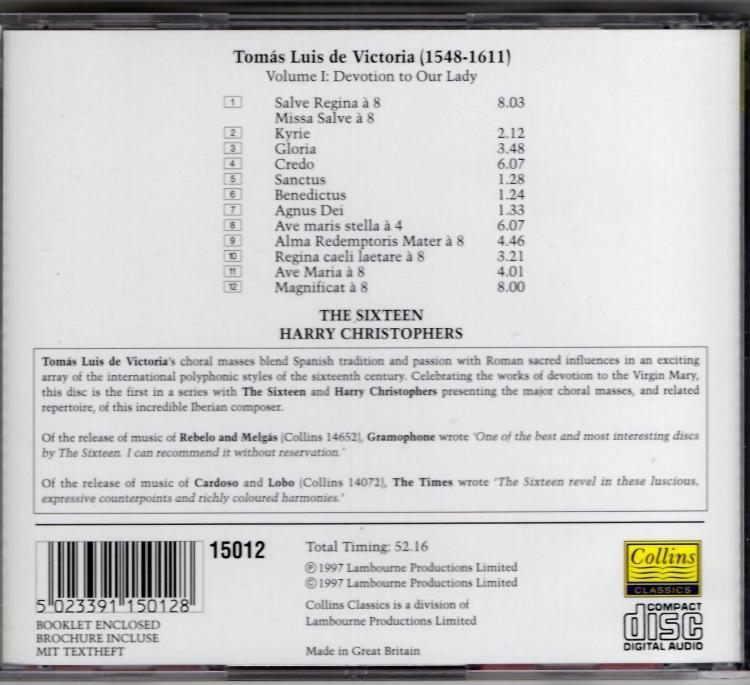 Tomás Luis de Victoria (1548-1611)
Volume I: Devotion to Our Lady
1 Salve Regina à 8 8.03
Missa Salve à 8
2 Kyrie 2.12
3 Gloria 3.48
4 Credo 6.07
5 Sanctus 1.28
6 Benedictus 1.24
7 Agnus Dei 1.33
8 Ave maris stella à 4 6.07
9 Alma Redemptoris Mater à 8 4.46
10 Regina caeli laetare à 8 3.21
11 Ave Maria à 8 4.01
12 Magnificat à 8 8.00
THE SIXTEEN
HARRY CHRISTOPHERS
Tomás Luis de Victoria's choral masses blend Spanish tradition and passion with Roman sacred influences in an exciting
array of the international polyphonic styles of the sixteenth century. Celebrating the works of devotion to the Virgin Mary,
this disc is the first in a series with The Sixteen and Harry Christophers presenting the major choral masses, and related
repertoire, of this incredible Iberian composer.
Of the release of music of Rebelo and Melgás [Collins 14652], Gramophone wrote 'One of the best and most interesting discs
by The Sixteen. I can recommend it without reservation.'
Of the release of music of Cardoso and Lobo [Collins 14072], The Times wrote 'The Sixteen revel in these luscious,
expressive counterpoints and richly coloured harmonies.'
15012
5 023391 150128
BOOKLET ENCLOSED
BROCHURE INCLUSE
MIT TEXTHEFT
Total Timing: 52.16
℗1997 Lambourne Productions Limited
©1997 Lambourne Productions Limited
Collins Classics is a division of
Lambourne Productions Limited
Made in Great Britain
Collins
CLASSICS
COMPACT
disc
DIGITAL AUDIO